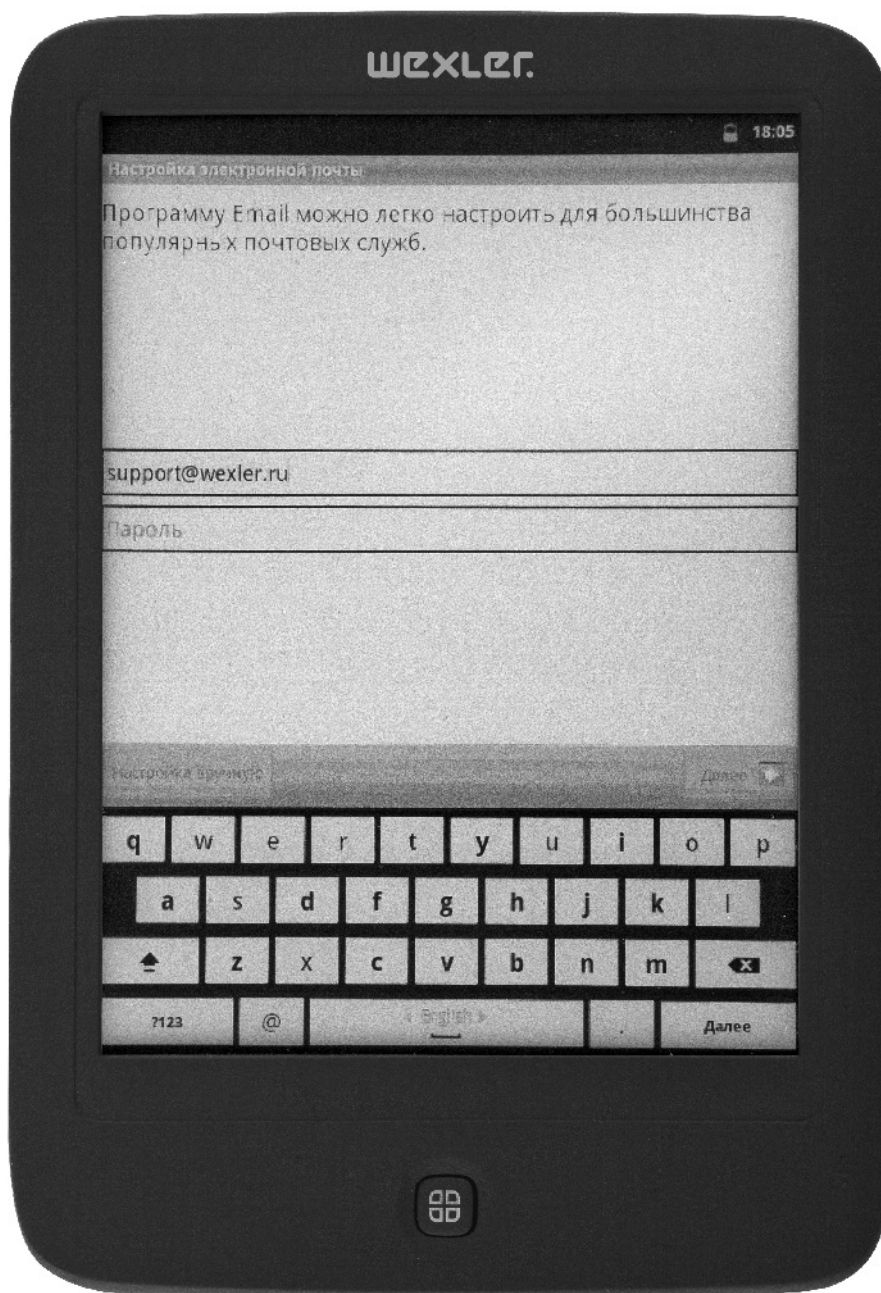 wexler.
18:05
Настройка электронной почты
Программу Email можно легко настроить для большинства
популярных почтовых служб.
support@wexler.ru
Пароль
Настройка вручную Далее
q w e r t y u i o p
a s d f g h j k l
z x c v b n m
?123 @ English . Далее